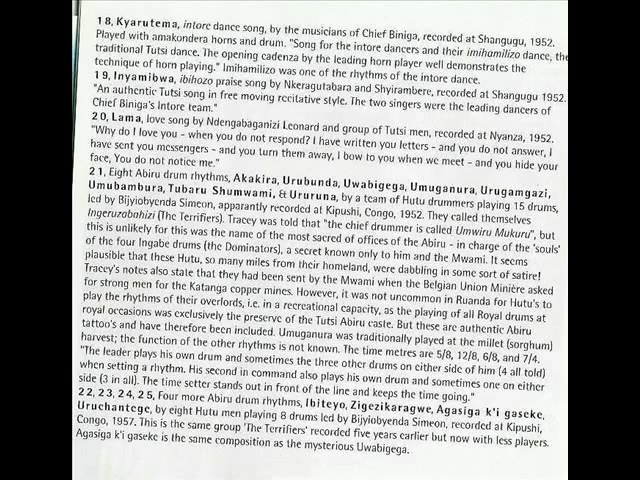 18, Kyarutema, intore dance song, by the musicians of Chief Biniga, recorded at Shangugu, 1952.
Played with amakondera horns and drum. "Song for the intore dancers and their imihamilizo dance, the
traditional Tutsi dance. The opening cadenza by the leading horn player well demonstrates the
technique of horn playing." Imihamilizo was one of the rhythms of the intore dance.
19, Inyamibwa, ibihozo praise song by Nkeragutabara and Shyirambere, recorded at Shangugu 1952.
"An authentic Tutsi song in free moving recitative style. The two singers were the leading dancers of
Chief Biniga's Intore team."
20, Lama, love song by Ndengabaganizi Leonard and group of Tutsi men, recorded at Nyanza, 1952.
"Why do I love you - when you do not respond? I have written you letters - and you do not answer, I
have sent you messengers - and you turn them away, I bow to you when we meet - and you hide your
face, You do not notice me."
21, Eight Abiru drum rhythms, Akakira, Urubunda, Uwabigega, Umuganura, Urugamgazi,
Umubambura, Tubaru Shumwami, & Ururuna, by a team of Hutu drummers playing 15 drums,
led by Bijyiobyenda Simeon, apparantly recorded at Kipushi, Congo, 1952. They called themselves
Ingeruzabahizi (The Terrifiers). Tracey was told that "the chief drummer is called Umwiru Mukuru", but
this is unlikely for this was the name of the most sacred of offices of the Abiru - in charge of the 'souls'
of the four Ingabe drums (the Dominators), a secret known only to him and the Mwami. It seems
plausible that these Hutu, so many miles from their homeland, were dabbling in some sort of satire!
Tracey's notes also state that they had been sent by the Mwami when the Belgian Union Minière asked
for strong men for the Katanga copper mines. However, it was not uncommon in Ruanda for Hutu's to
play the rhythms of their overlords, i.e. in a recreational capacity, as the playing of all Royal drums at
royal occasions was exclusively the preserve of the Tutsi Abiru caste. But these are authentic Abiru
tattoo's and have therefore been included. Umuganura was traditionally played at the millet (sorghum)
harvest; the function of the other rhythms is not known. The time metres are 5/8, 12/8, 6/8, and 7/4.
"The leader plays his own drum and sometimes the three other drums on either side of him (4 all told)
when setting a rhythm. His second in command also plays his own drum and sometimes one on either
side (3 in all). The time setter stands out in front of the line and keeps the time going."
22, 23, 24, 25, Four more Abiru drum rhythms, Ibiteyo, Zigezikaragwe, Agasiga k'i gaseke,
Uruchantege, by eight Hutu men playing 8 drums led by Bijyiobyenda Simeon, recorded at Kipushi,
Congo, 1957. This is the same group 'The Terrifiers' recorded five years earlier but now with less players.
Agasiga k'i gaseke is the same composition as the mysterious Uwabigega.